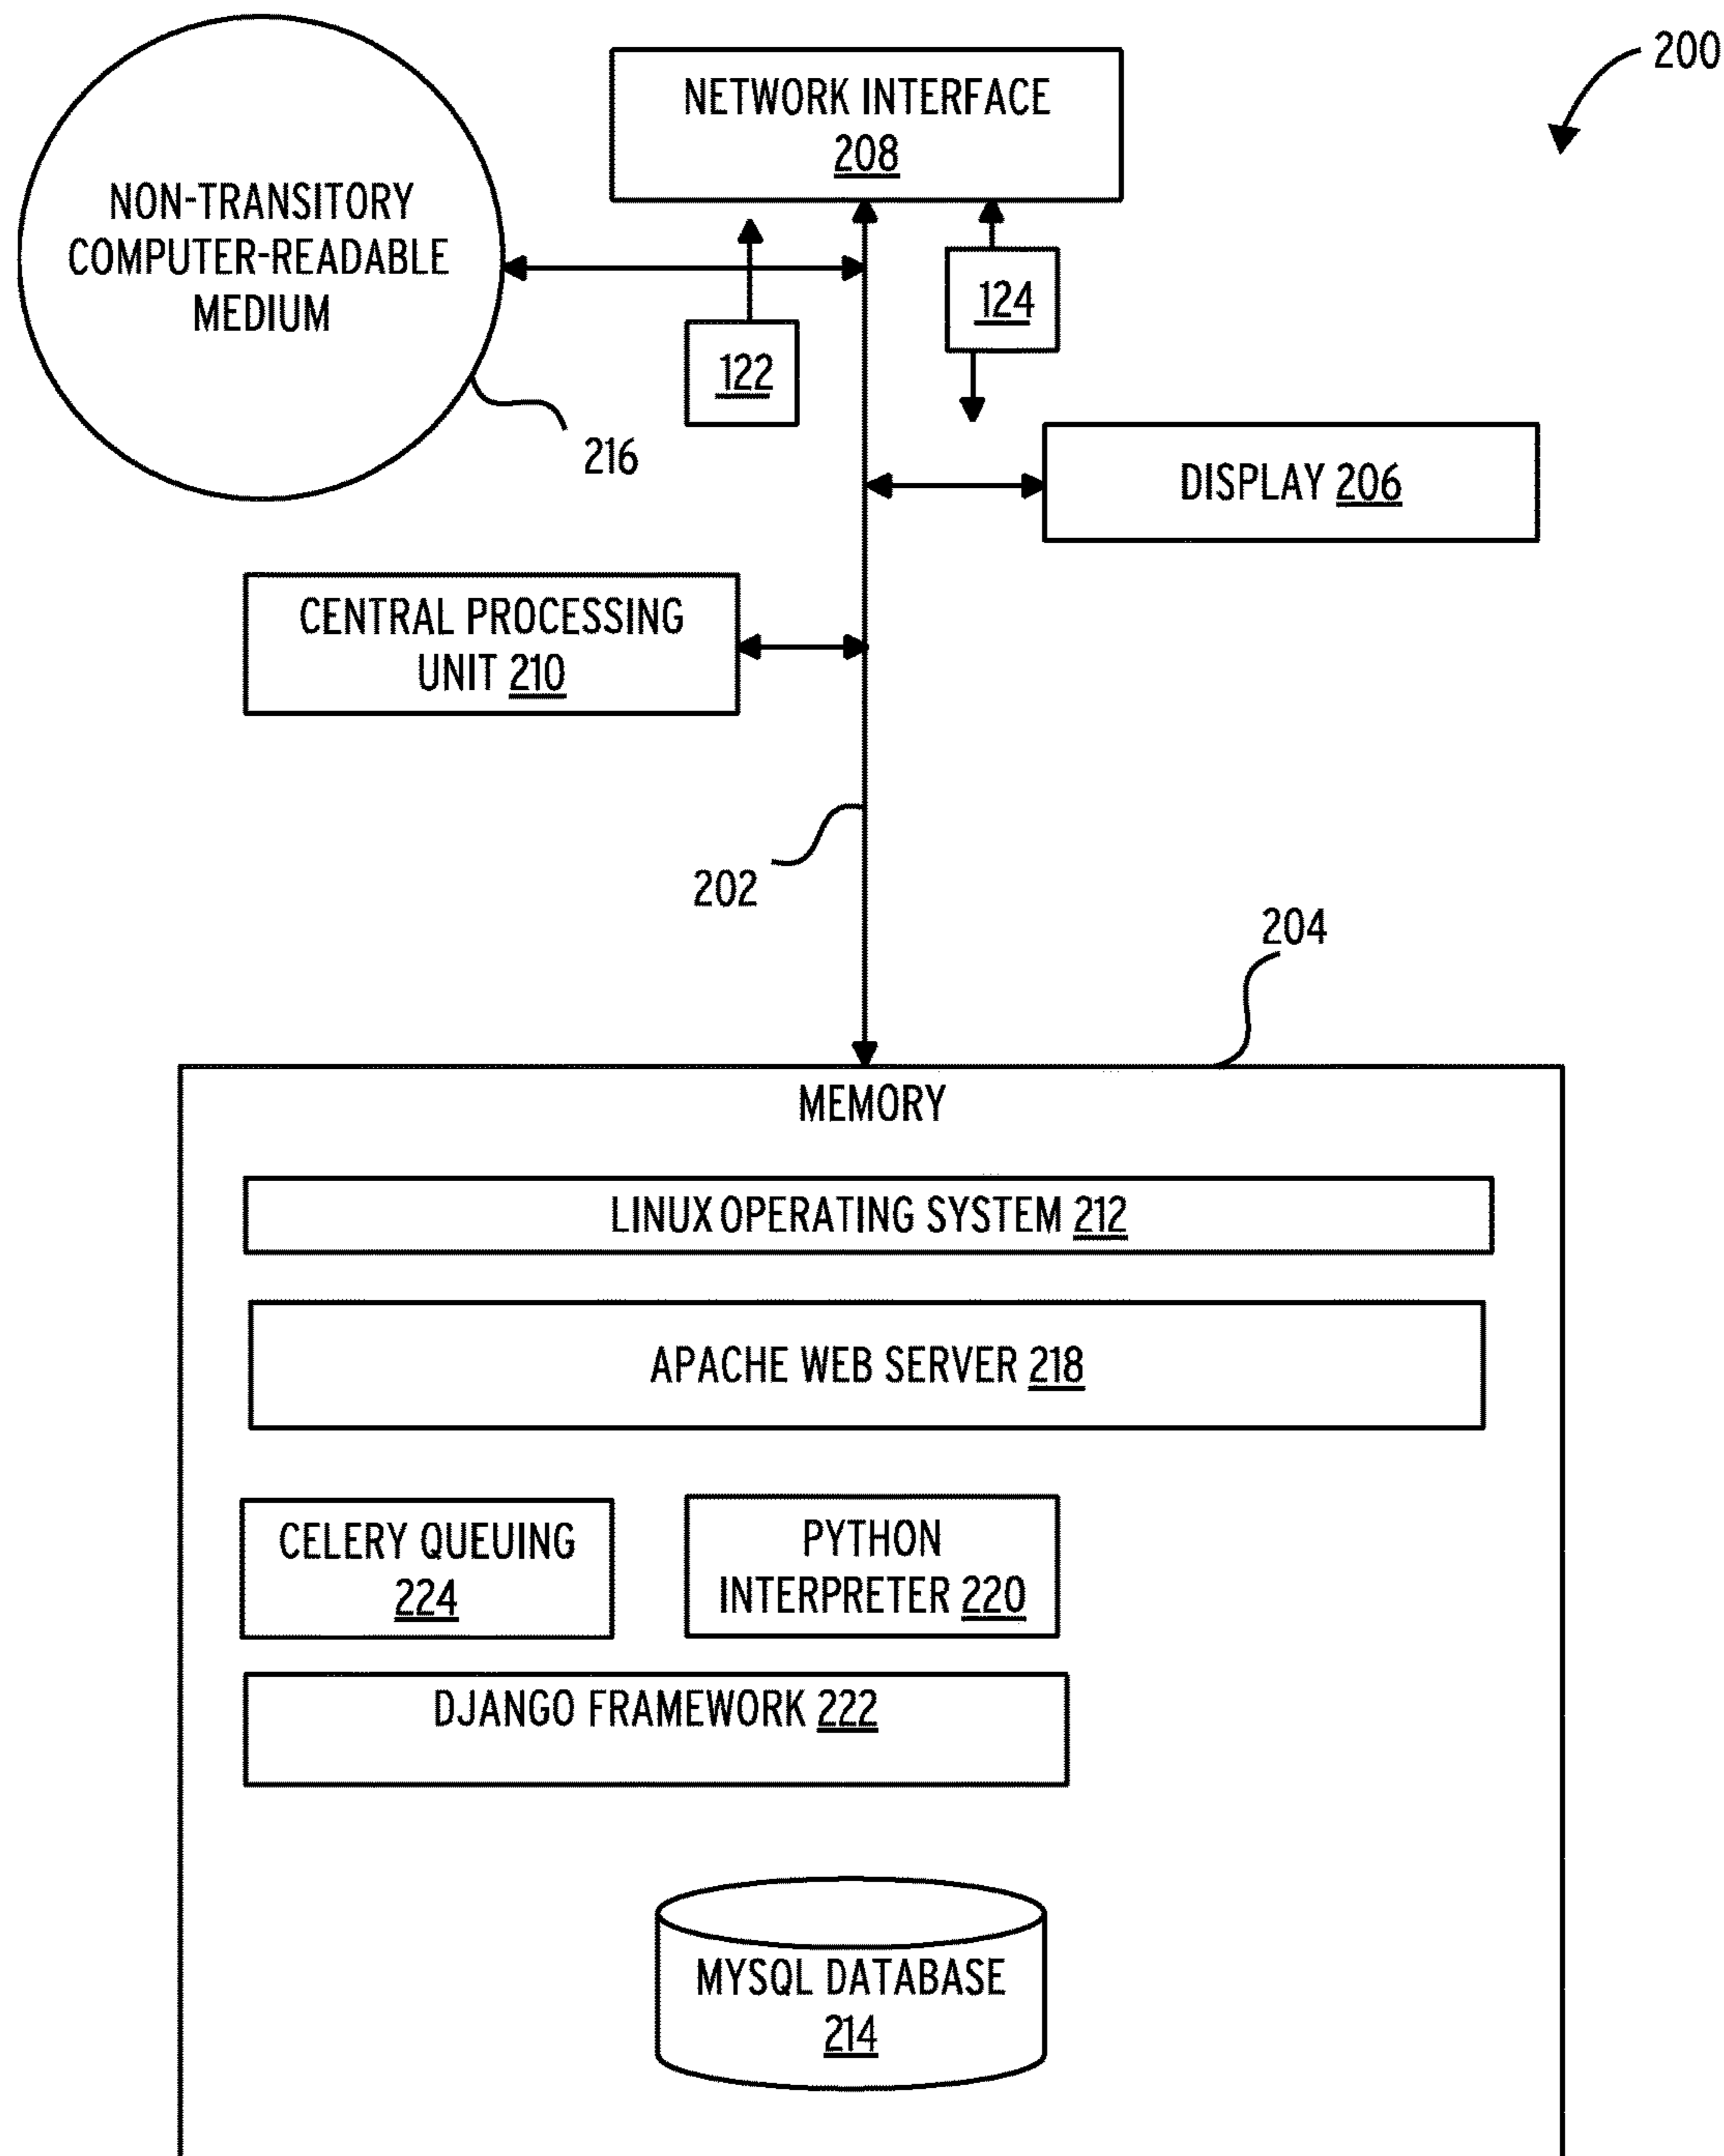 200
NETWORK INTERFACE
208
NON-TRANSITORY
COMPUTER-READABLE
MEDIUM
124
122
216
DISPLAY 206
CENTRAL PROCESSING
UNIT 210
202
204
MEMORY
LINUX OPERATING SYSTEM 212
APACHE WEB SERVER 218
CELERY QUEUING
224
PYTHON
INTERPRETER 220
DJANGO FRAMEWORK 222
MYSQL DATABASE
214